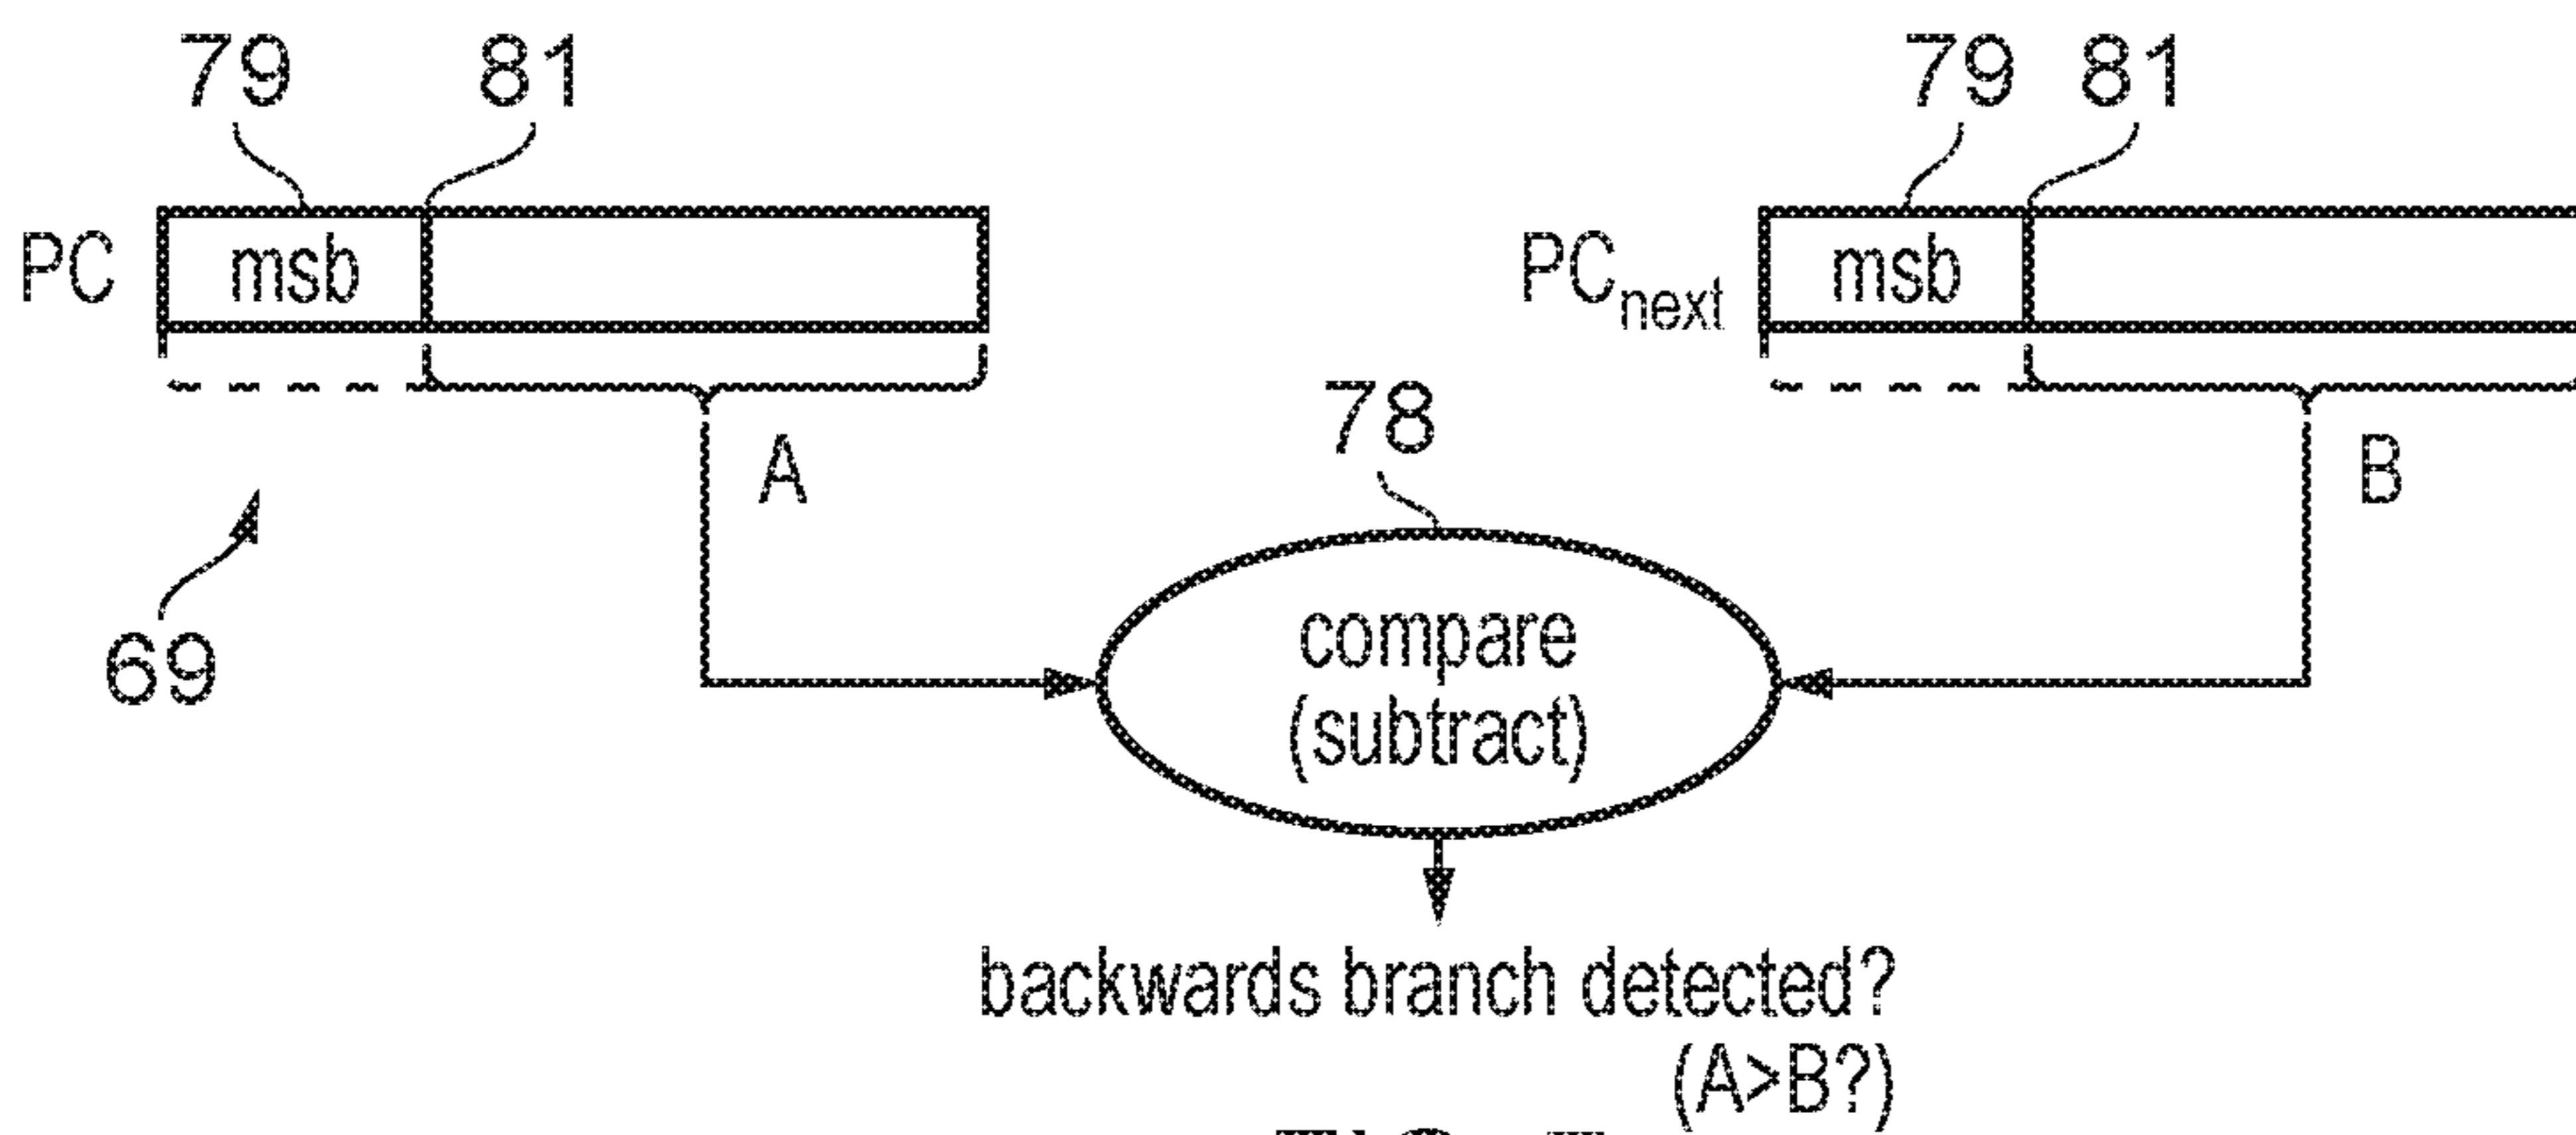 79 81 79 81
PC msb PCnext msb
78
A B
compare
69
(subtract)
backwards branch detected?
(A>B?)